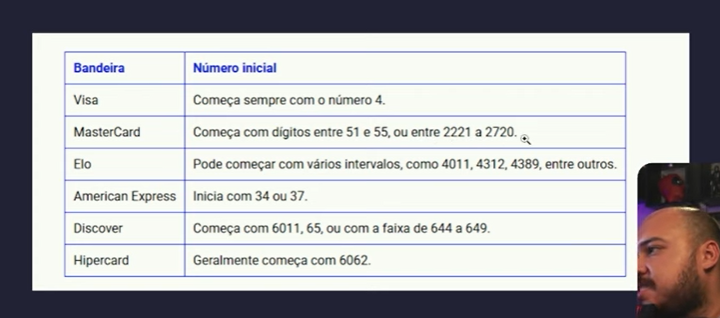 Bandeira Número inicial
Visa Começa sempre com o número 4.
MasterCard Começa com dígitos entre 51 e 55, ou entre 2221 a 2720.
Elo Pode começar com vários intervalos, como 4011, 4312, 4389, entre outros.
American Express Inicia com 34 ou 37.
Discover Começa com 6011, 65, ou com a faixa de 644 a 649.
Hipercard Geralmente começa com 6062.